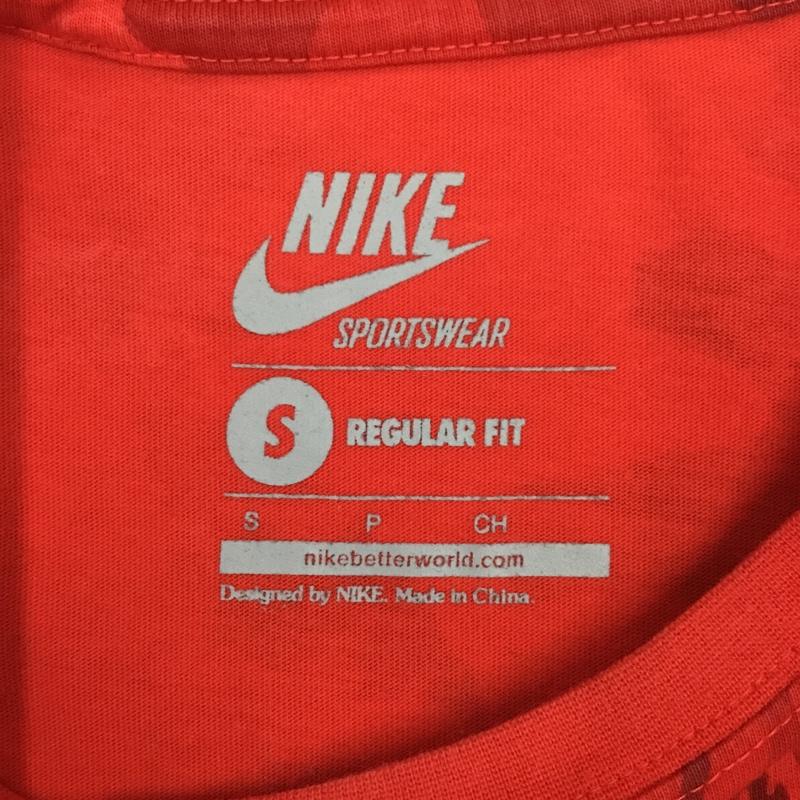 NIKE
SPORTSWEAR
S REGULAR FIT
S P CH
nikebetterworld.com
Designed by NIKE. Made in China.